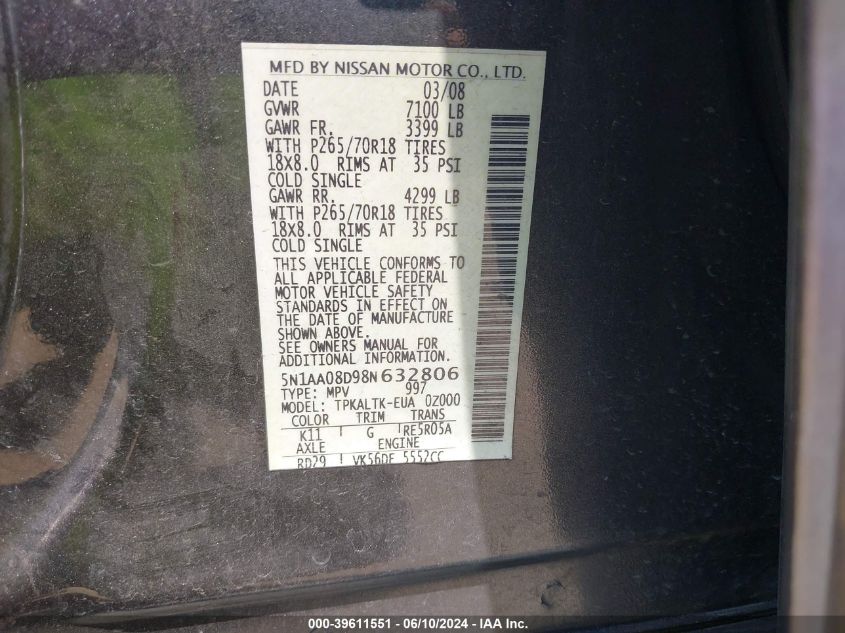 MFD BY NISSAN MOTOR CO., LTD.
DATE 03/08
GVWR 7100 LB
GAWR FR. 3399 LB
WITH P265/70R18 TIRES
18X8.0 RIMS AT 35 PSI
COLD SINGLE
GAWR RR. 4299 LB
WITH P265/70R18 TIRES
18X8.0 RIMS AT 35 PSI
COLD SINGLE
THIS VEHICLE CONFORMS TO
ALL APPLICABLE FEDERAL
MOTOR VEHICLE SAFETY
STANDARDS IN EFFECT ON
THE DATE OF MANUFACTURE
SHOWN ABOVE.
SEE OWNERS MANUAL FOR
ADDITIONAL INFORMATION.
5N1AA08D98N632806
TYPE: MPV 997
MODEL: TPKALTK-EUA 0Z000
COLOR TRIM TRANS
K11 G RE5R05A
AXLE ENGINE
RD29 VK56DE 5552CC
000-39611551 - 06/10/2024 - IAA Inc.